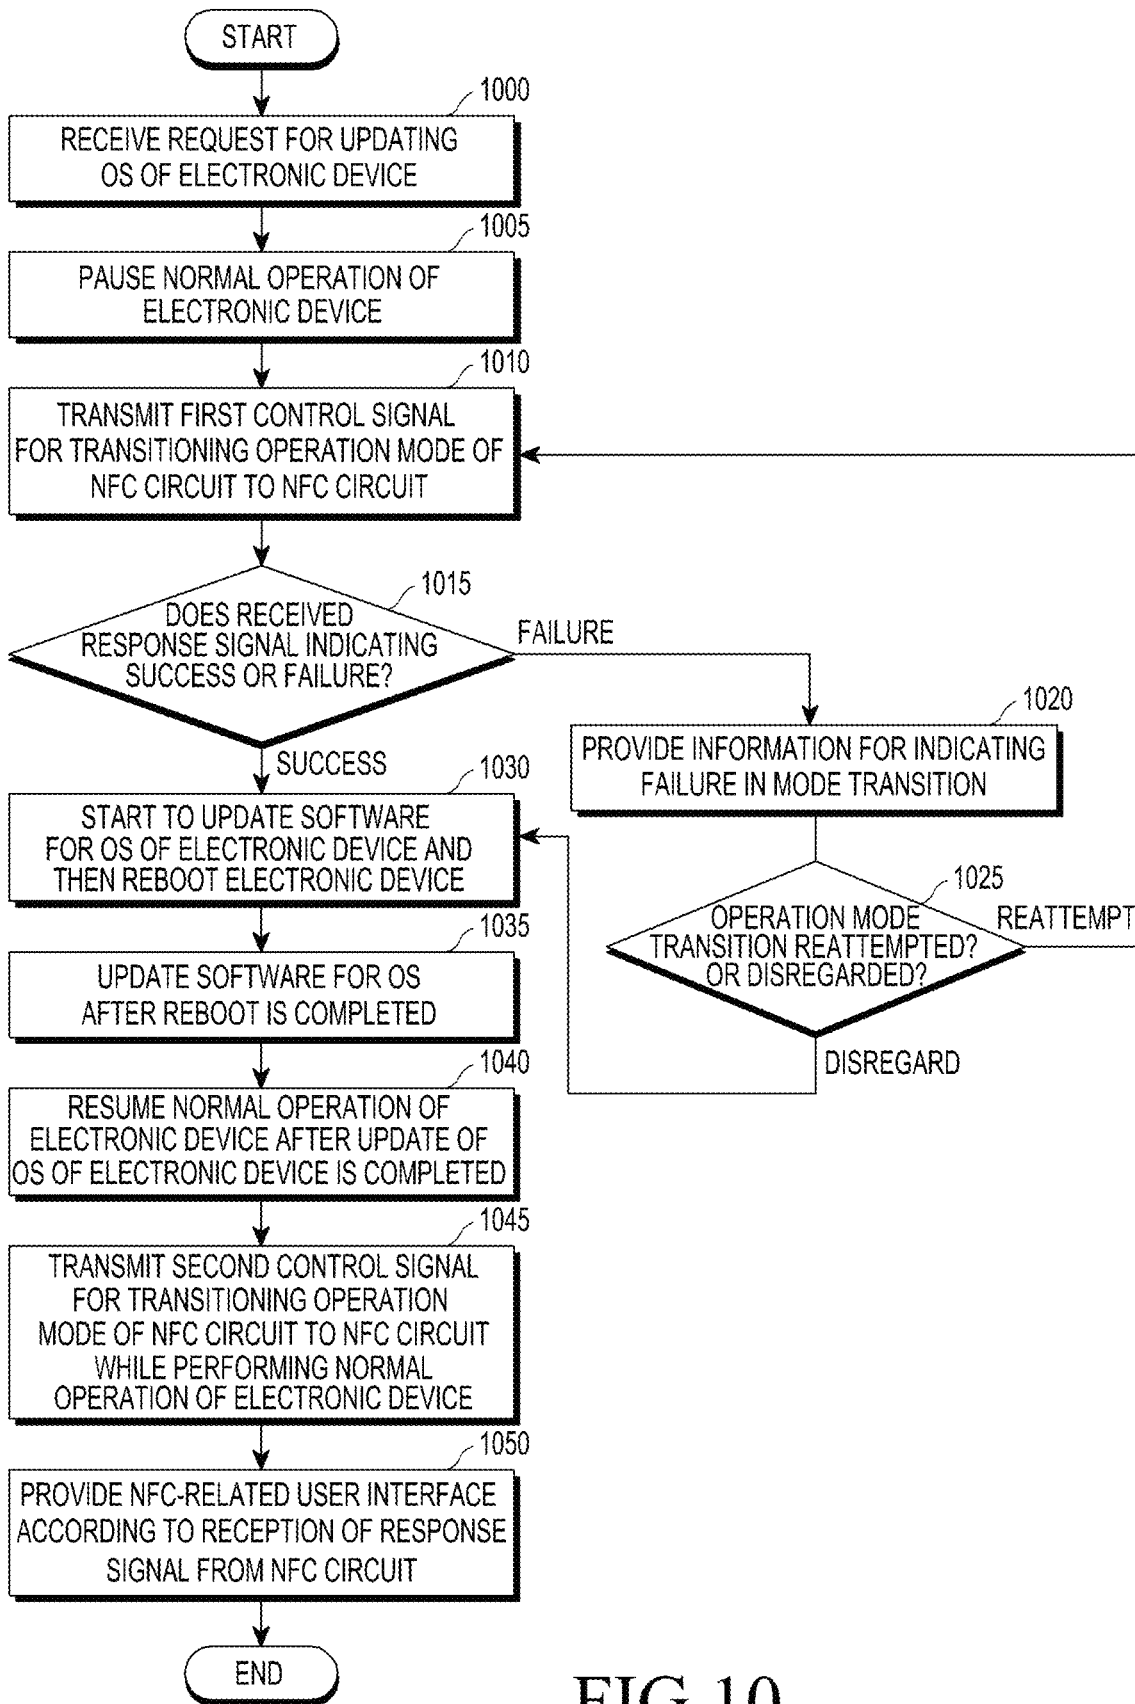 START
1000
RECEIVE REQUEST FOR UPDATING
OS OF ELECTRONIC DEVICE
1005
PAUSE NORMAL OPERATION OF
ELECTRONIC DEVICE
1010
TRANSMIT FIRST CONTROL SIGNAL
FOR TRANSITIONING OPERATION MODE OF
NFC CIRCUIT TO NFC CIRCUIT
1015
DOES RECEIVED
RESPONSE SIGNAL INDICATING
SUCCESS OR FAILURE?
FAILURE
SUCCESS
1020
PROVIDE INFORMATION FOR INDICATING
FAILURE IN MODE TRANSITION
1025
OPERATION MODE
TRANSITION REATTEMPTED?
OR DISREGARDED?
REATTEMPT
DISREGARD
1030
START TO UPDATE SOFTWARE
FOR OS OF ELECTRONIC DEVICE AND
THEN REBOOT ELECTRONIC DEVICE
1035
UPDATE SOFTWARE FOR OS
AFTER REBOOT IS COMPLETED
1040
RESUME NORMAL OPERATION OF
ELECTRONIC DEVICE AFTER UPDATE OF
OS OF ELECTRONIC DEVICE IS COMPLETED
1045
TRANSMIT SECOND CONTROL SIGNAL
FOR TRANSITIONING OPERATION
MODE OF NFC CIRCUIT TO NFC CIRCUIT
WHILE PERFORMING NORMAL
OPERATION OF ELECTRONIC DEVICE
1050
PROVIDE NFC-RELATED USER INTERFACE
ACCORDING TO RECEPTION OF RESPONSE
SIGNAL FROM NFC CIRCUIT
END
FIG.10